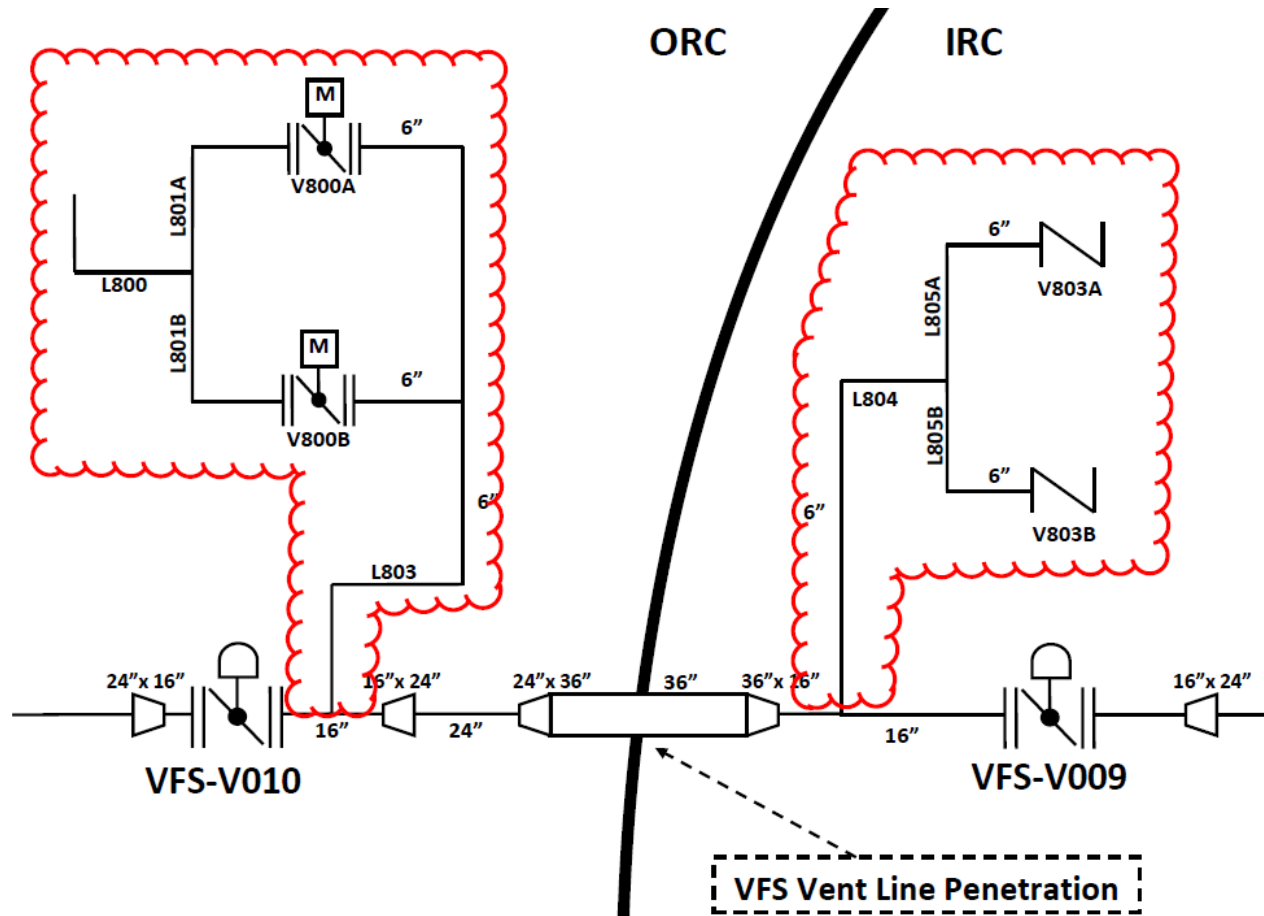 ORC
IRC
M
6”
V800A
L801A
L800
L801B
M
6”
V800B
6”
L803
6”
V803A
L805A
L804
L805B
6”
V803B
6”
24”x 16”
16”
16”x 24”
24”
24”x 36”
36”
36”x 16”
16”
16”x 24”
VFS-V010
VFS-V009
VFS Vent Line Penetration